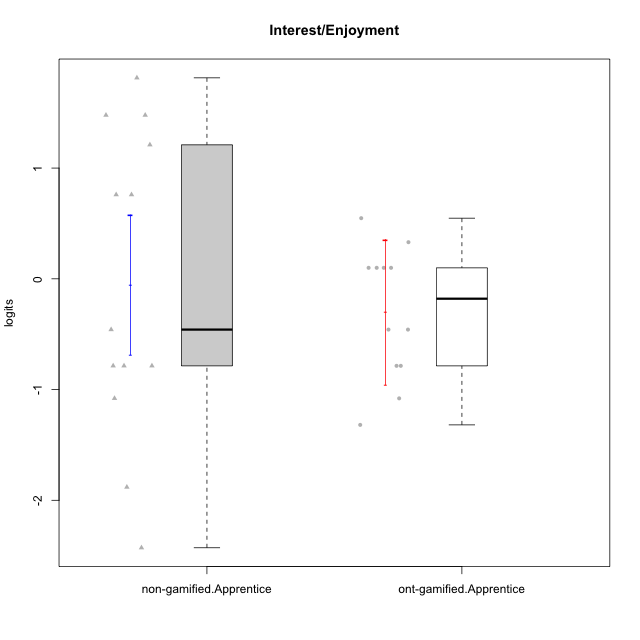 Interest/Enjoyment
logits
1
0
-1
-2
non-gamified.Apprentice
ont-gamified.Apprentice